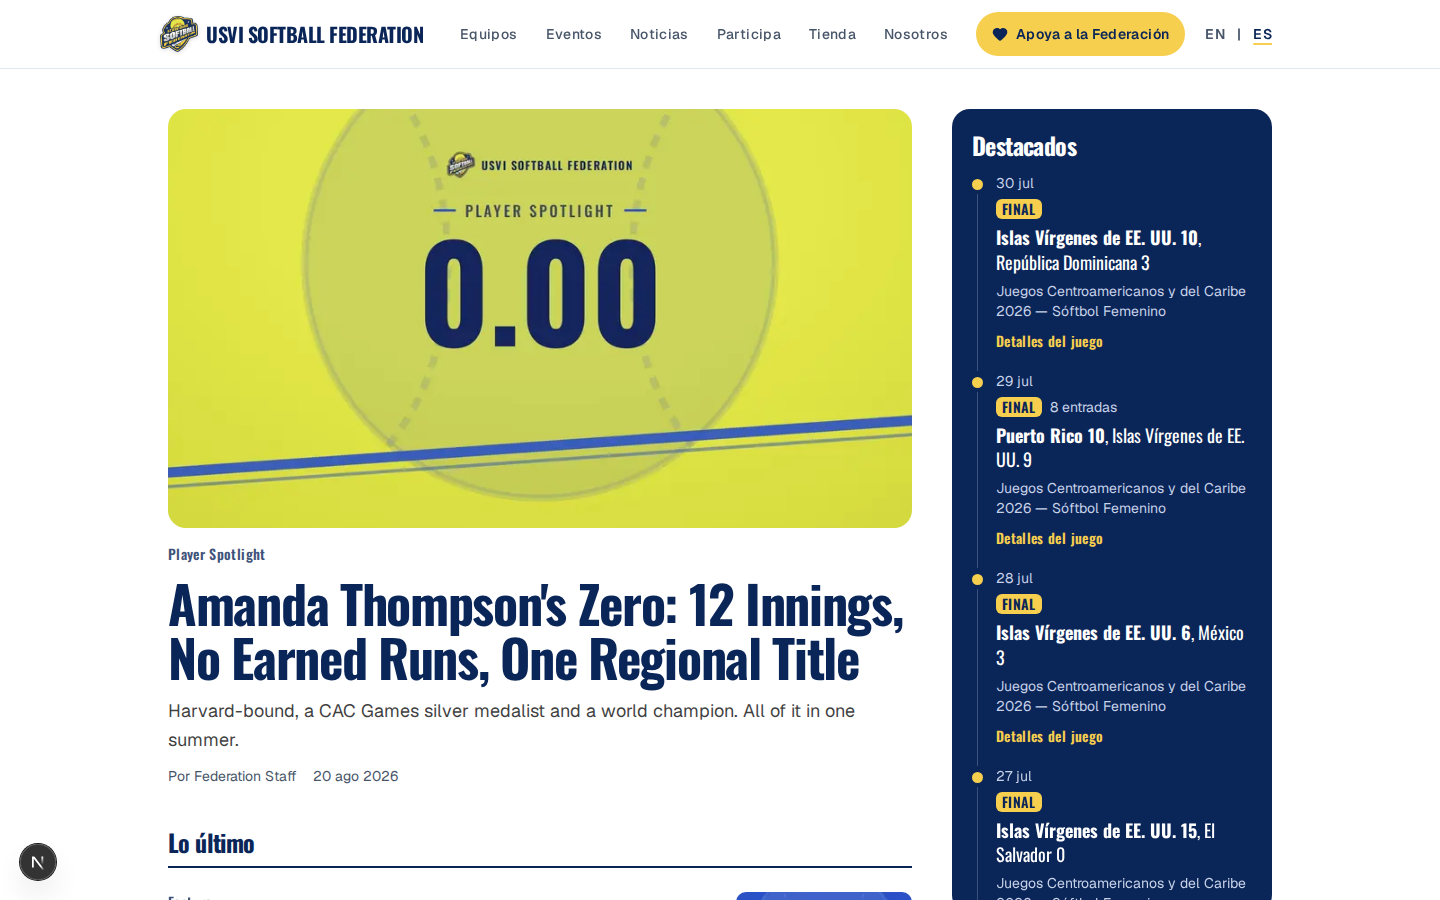 USVI SOFTBALL FEDERATION
Equipos
Eventos
Noticias
Participa
Tienda
Nosotros
Apoya a la Federación
EN | ES
SOFTBALL
USVI SOFTBALL FEDERATION
PLAYER SPOTLIGHT
0.00
Player Spotlight
Amanda Thompson's Zero: 12 Innings,
No Earned Runs, One Regional Title
Harvard-bound, a CAC Games silver medalist and a world champion. All of it in one
summer.
Por Federation Staff 20 ago 2026
Lo último
Destacados
30 jul
FINAL
Islas Vírgenes de EE. UU. 10,
República Dominicana 3
Juegos Centroamericanos y del Caribe
2026 — Sóftbol Femenino
Detalles del juego
29 jul
FINAL 8 entradas
Puerto Rico 10, Islas Vírgenes de EE.
UU. 9
Juegos Centroamericanos y del Caribe
2026 — Sóftbol Femenino
Detalles del juego
28 jul
FINAL
Islas Vírgenes de EE. UU. 6, México
3
Juegos Centroamericanos y del Caribe
2026 — Sóftbol Femenino
Detalles del juego
27 jul
FINAL
Islas Vírgenes de EE. UU. 15, El
Salvador 0
Juegos Centroamericanos y del Caribe
N